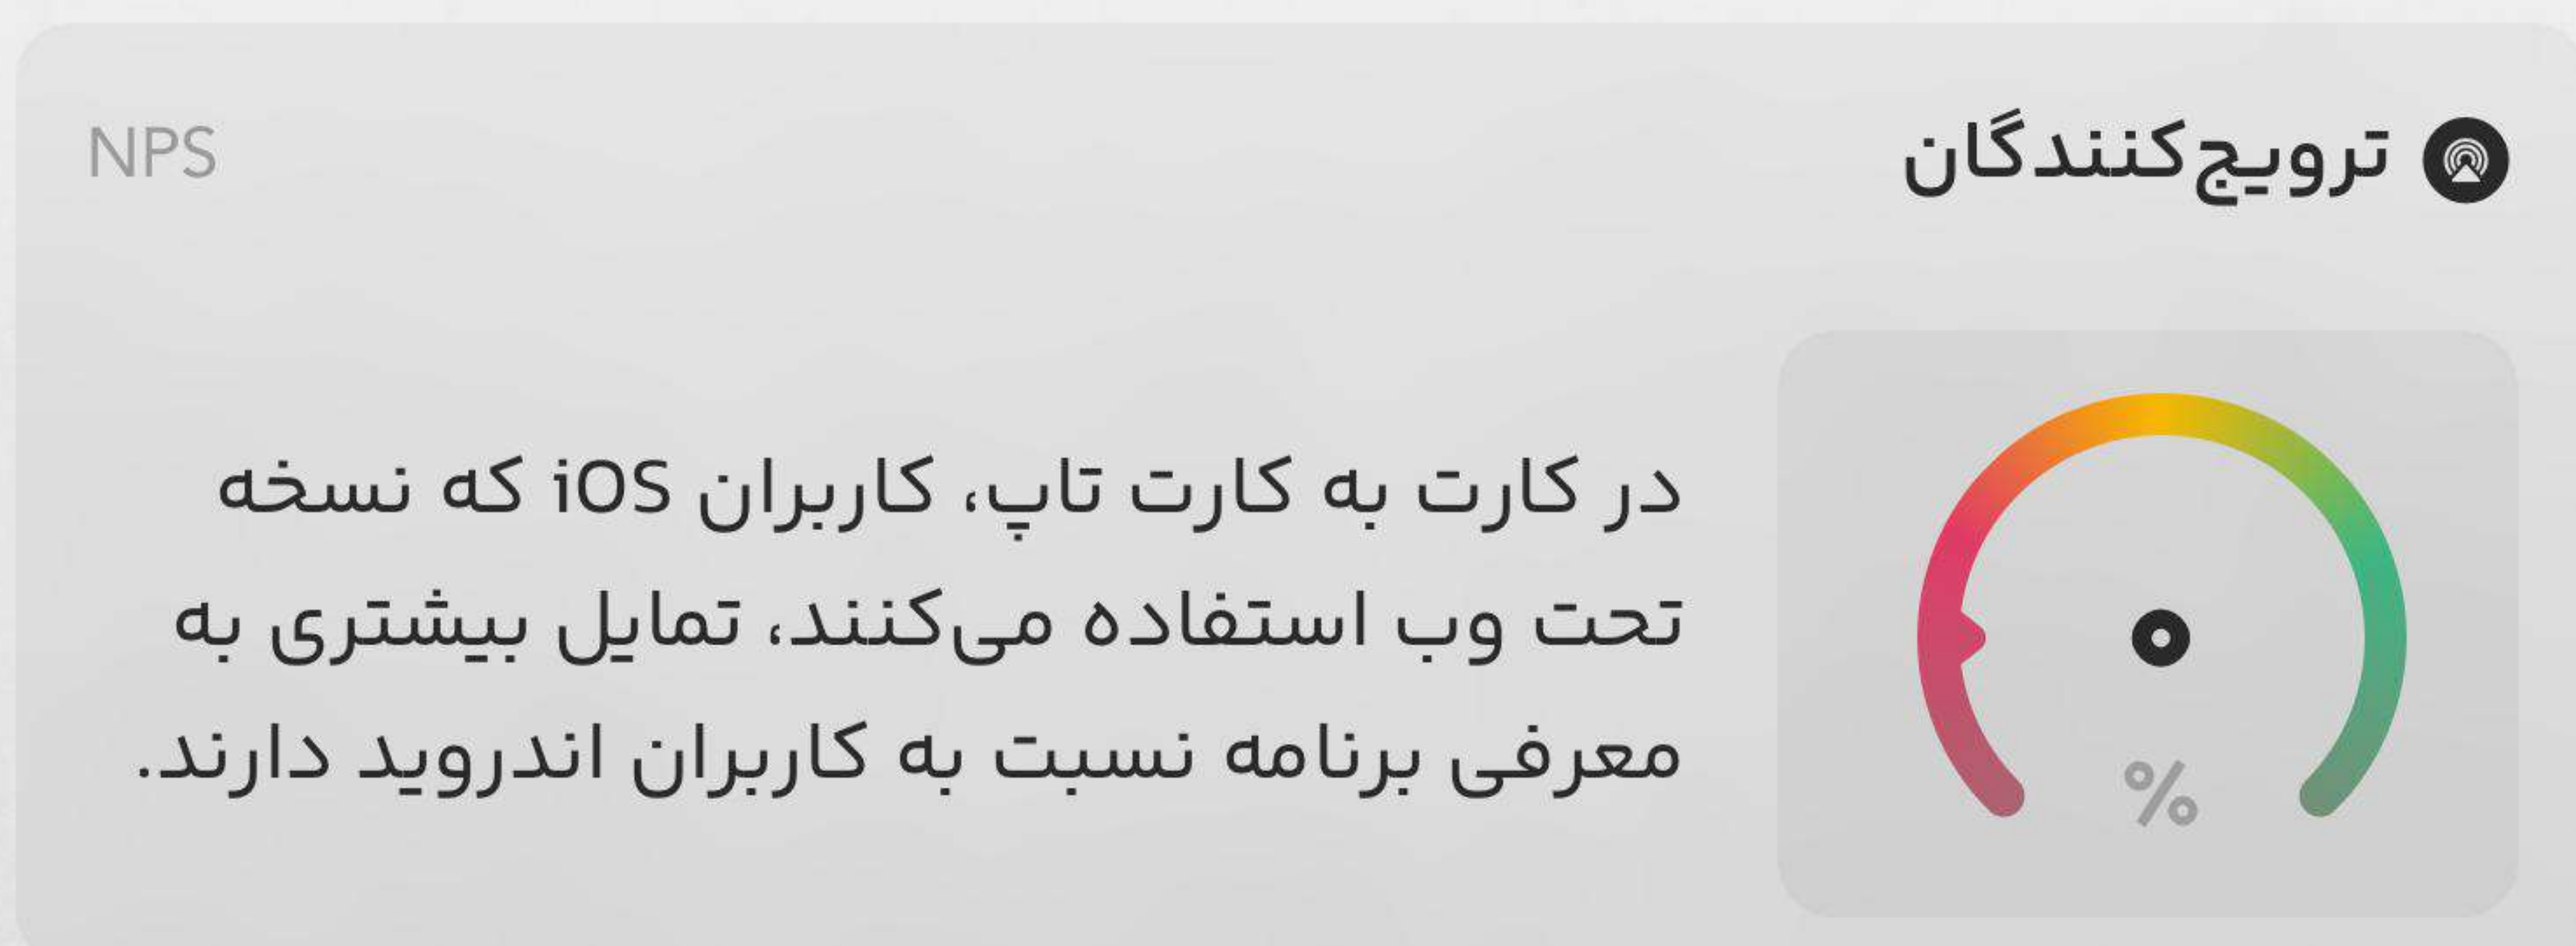 ترویج‌کنندگان
NPS
۰
%
در کارت به کارت تاپ، کاربران iOS که نسخه
تحت وب استفاده می‌کنند، تمایل بیشتری به
معرفی برنامه نسبت به کاربران اندروید دارند.